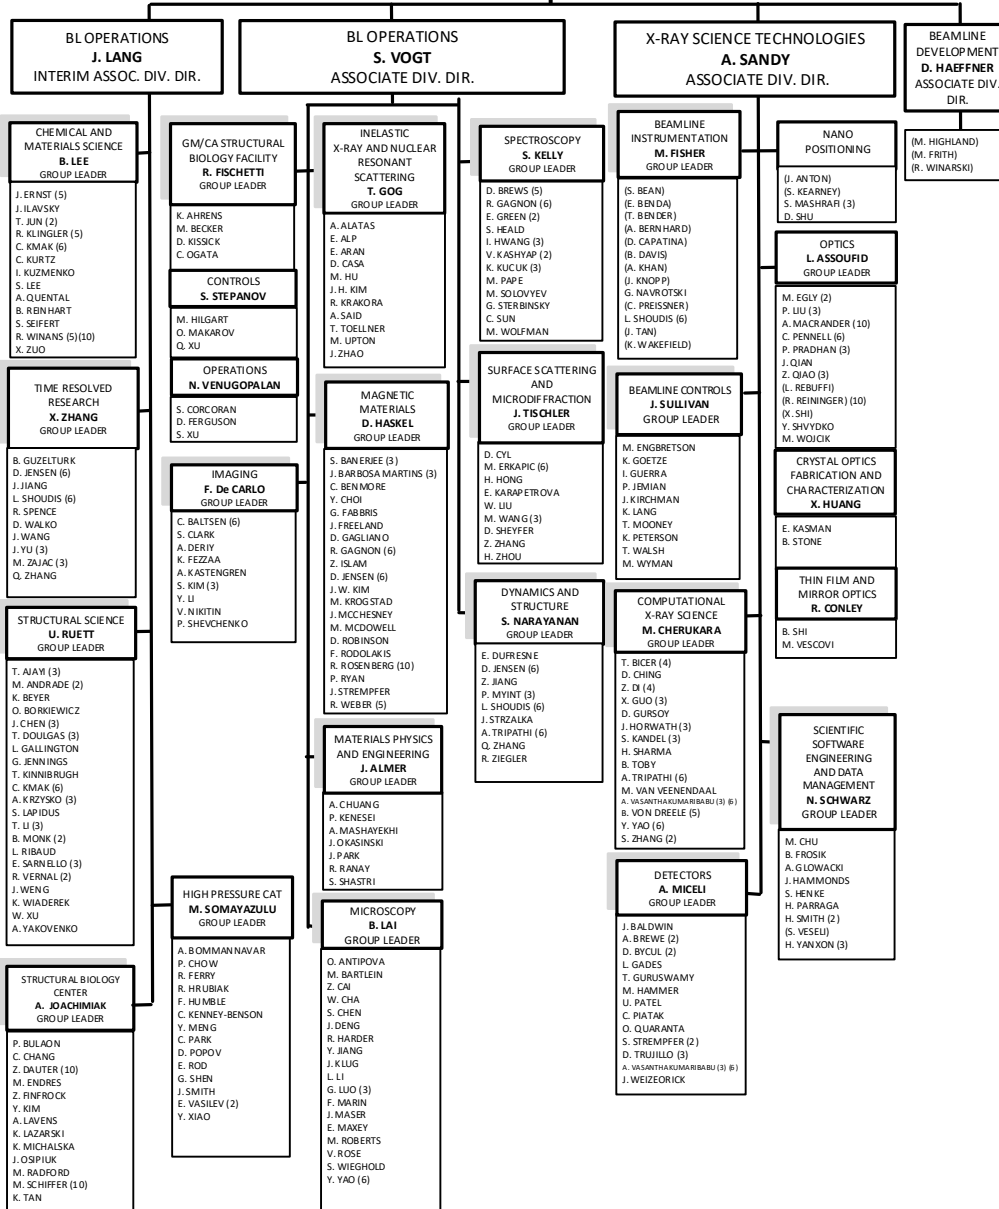 BL OPERATIONS
J. LANG
INTERIM ASSOC. DIV. DIR.
BL OPERATIONS
S. VOGT
ASSOCIATE DIV. DIR.
X-RAY SCIENCE TECHNOLOGIES
A. SANDY
ASSOCIATE DIV. DIR.
BEAMLINE
DEVELOPMENT
D. HAEFFNER
ASSOCIATE DIV.
DIR.
(M. HIGHLAND)
(M. FRITH)
(R. WINARSKI)
CHEMICAL AND
MATERIALS SCIENCE
B. LEE
GROUP LEADER
J. ERNST (5)
J. ILAVSKY
T. JUN (2)
R. KLINGLER (5)
C. KMAK (6)
C. KURTZ
I. KUZMENKO
S. LEE
A. QUENTAL
B. REINHART
S. SEIFERT
R. WINANS (5)(10)
X. ZUO
TIME RESOLVED
RESEARCH
X. ZHANG
GROUP LEADER
B. GUZELTURK
D. JENSEN (6)
J. JIANG
L. SHOUDIS (6)
R. SPENCE
D. WALKO
J. WANG
J. YU (3)
M. ZAJAC (3)
Q. ZHANG
STRUCTURAL SCIENCE
U. RUETT
GROUP LEADER
T. AJAYI (3)
M. ANDRADE (2)
K. BEYER
O. BORKIEWICZ
J. CHEN (3)
T. DOULGAS (3)
L. GALLINGTON
G. JENNINGS
T. KINNIBRUGH
C. KMAK (6)
A. KRZYSKO (3)
S. LAPIDUS
T. LI (3)
B. MONK (2)
L. RIBAUD
E. SARNELLO (3)
R. VERNAL (2)
J. WENG
K. WIADEREK
W. XU
A. YAKOVENKO
STRUCTURAL BIOLOGY
CENTER
A. JOACHIMIAK
GROUP LEADER
P. BULAON
C. CHANG
Z. DAUTER (10)
M. ENDRES
Z. FINFROCK
Y. KIM
A. LAVENS
K. LAZARSKI
K. MICHALSKA
J. OSIPIUK
M. RADFORD
M. SCHIFFER (10)
K. TAN
GM/CA STRUCTURAL
BIOLOGY FACILITY
R. FISCHETTI
GROUP LEADER
K. AHRENS
M. BECKER
D. KISSICK
C. OGATA
CONTROLS
S. STEPANOV
M. HILGART
O. MAKAROV
Q. XU
OPERATIONS
N. VENUGOPALAN
S. CORCORAN
D. FERGUSON
S. XU
IMAGING
F. De CARLO
GROUP LEADER
C. BALTSEN (6)
S. CLARK
A. DERIY
K. FEZZAA
A. KASTENGREN
S. KIM (3)
Y. LI
V. NIKITIN
P. SHEVCHENKO
HIGH PRESSURE CAT
M. SOMAYAZULU
GROUP LEADER
A. BOMMANNAVAR
P. CHOW
R. FERRY
R. HRUBIAK
F. HUMBLE
C. KENNEY-BENSON
Y. MENG
C. PARK
D. POPOV
E. ROD
G. SHEN
J. SMITH
E. VASILEV (2)
Y. XIAO
INELASTIC
X-RAY AND NUCLEAR
RESONANT
SCATTERING
T. GOG
GROUP LEADER
A. ALATAS
E. ALP
E. ARAN
D. CASA
M. HU
J.H. KIM
R. KRAKORA
A. SAID
T. TOELLNER
M. UPTON
J. ZHAO
MAGNETIC
MATERIALS
D. HASKEL
GROUP LEADER
S. BANERJEE (3)
J. BARBOSA MARTINS (3)
C. BENMORE
Y. CHOI
G. FABBRIS
J. FREELAND
D. GAGLIANO
R. GAGNON (6)
Z. ISLAM
D. JENSEN (6)
J. W. KIM
M. KROGSTAD
J. MCCHESNEY
M. MCDOWELL
D. ROBINSON
F. RODOLAKIS
R. ROSENBERG (10)
P. RYAN
J. STREMPFER
R. WEBER (5)
MATERIALS PHYSICS
AND ENGINEERING
J. ALMER
GROUP LEADER
A. CHUANG
P. KENESEI
A. MASHAYEKHI
J. OKASINSKI
J. PARK
R. RANAY
S. SHASTRI
MICROSCOPY
B. LAI
GROUP LEADER
O. ANTIPOVA
M. BARTLEIN
Z. CAI
W. CHA
S. CHEN
J. DENG
R. HARDER
Y. JIANG
J. KLUG
L. LI
G. LUO (3)
F. MARIN
J. MASER
E. MAXEY
M. ROBERTS
V. ROSE
S. WIEGHOLD
Y. YAO (6)
SPECTROSCOPY
S. KELLY
GROUP LEADER
D. BREWS (5)
R. GAGNON (6)
E. GREEN (2)
S. HEALD
I. HWANG (3)
V. KASHYAP (2)
K. KUCUK (3)
M. PAPE
M. SOLOVYEV
G. STERBINSKY
C. SUN
M. WOLFMAN
SURFACE SCATTERING
AND
MICRODIFFRACTION
J. TISCHLER
GROUP LEADER
D. CYL
M. ERKAPIC (6)
H. HONG
E. KARAPETROVA
W. LIU
M. WANG (3)
D. SHEYFER
Z. ZHANG
H. ZHOU
DYNAMICS AND
STRUCTURE
S. NARAYANAN
GROUP LEADER
E. DUFRESNE
D. JENSEN (6)
Z. JIANG
P. MYINT (3)
L. SHOUDIS (6)
J. STRZALKA
A. TRIPATHI (6)
Q. ZHANG
R. ZIEGLER
BEAMLINE
INSTRUMENTATION
M. FISHER
GROUP LEADER
(S. BEAN)
(E. BENDA)
(T. BENDER)
(A. BERNHARD)
(D. CAPATINA)
(B. DAVIS)
(A. KHAN)
(J. KNOPP)
G. NAVROTSKI
(C. PREISSNER)
L. SHOUDIS (6)
(J. TAN)
(K. WAKEFIELD)
BEAMLINE CONTROLS
J. SULLIVAN
GROUP LEADER
M. ENGBRETSON
K. GOETZE
I. GUERRA
P. JEMIAN
J. KIRCHMAN
K. LANG
T. MOONEY
K. PETERSON
T. WALSH
M. WYMAN
COMPUTATIONAL
X-RAY SCIENCE
M. CHERUKARA
GROUP LEADER
T. BICER (4)
D. CHING
Z. DI (4)
X. GUO (3)
D. GURSOY
J. HORWATH (3)
S. KANDEL (3)
H. SHARMA
B. TOBY
A. TRIPATHI (6)
M. VAN VEENENDAAL
A. VASANTHAKUMARIBABU (3) (6)
B. VON DREELE (5)
Y. YAO (6)
S. ZHANG (2)
DETECTORS
A. MICELI
GROUP LEADER
J. BALDWIN
A. BREWE (2)
D. BYCUL (2)
L. GADES
T. GURUSWAMY
M. HAMMER
U. PATEL
C. PIATAK
O. QUARANTA
S. STREMPFER (2)
D. TRUJILLO (3)
A. VASANTHAKUMARIBABU (3) (6)
J. WEIZEORICK
NANO
POSITIONING
(J. ANTON)
(S. KEARNEY)
S. MASHRAFI (3)
D. SHU
OPTICS
L. ASSOUFID
GROUP LEADER
M. EGLY (2)
P. LIU (3)
A. MACRANDER (10)
C. PENNELL (6)
P. PRADHAN (3)
J. QIAN
Z. QIAO (3)
(L. REBUFFI)
(R. REININGER) (10)
(X. SHI)
Y. SHVYDKO
M. WOJCIK
CRYSTAL OPTICS
FABRICATION AND
CHARACTERIZATION
X. HUANG
E. KASMAN
B. STONE
THIN FILM AND
MIRROR OPTICS
R. CONLEY
B. SHI
M. VESCOVI
SCIENTIFIC
SOFTWARE
ENGINEERING
AND DATA
MANAGEMENT
N. SCHWARZ
GROUP LEADER
M. CHU
B. FROSIK
A. GLOWACKI
J. HAMMONDS
S. HENKE
H. PARRAGA
H. SMITH (2)
(S. VESELI)
H. YANXON (3)